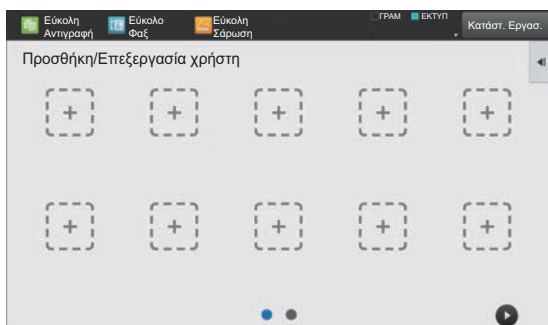 Εύκολη
Αντιγραφή
Εύκολο
Φαξ
Εύκολη
Σάρωση
ΓΡΑΜ
ΕΚΤΥΠ
Κατάστ. Εργασ.
Προσθήκη/Επεξεργασία χρήστη